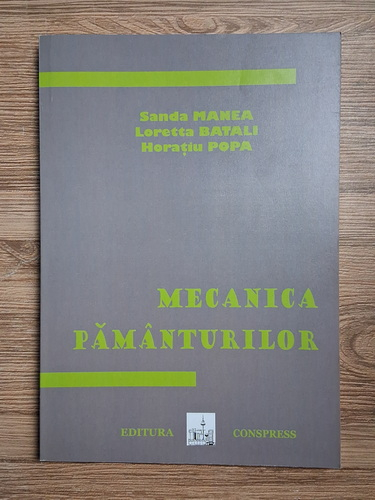 Sanda MANEA
Loretta BATALI
Horațiu POPA
MECANICA
PĂMÂNTURILOR
EDITURA CONSPRESS